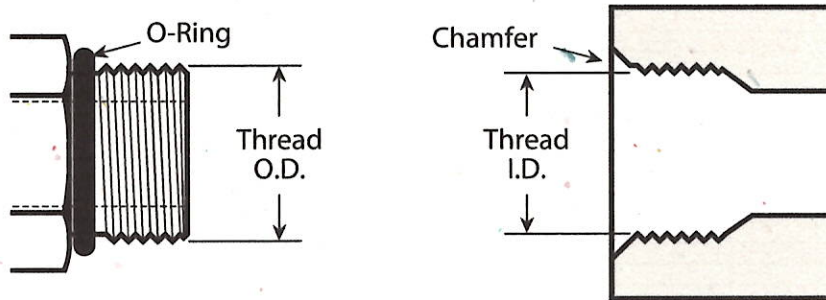 O-Ring
Thread
O.D.
Chamfer
Thread
I.D.